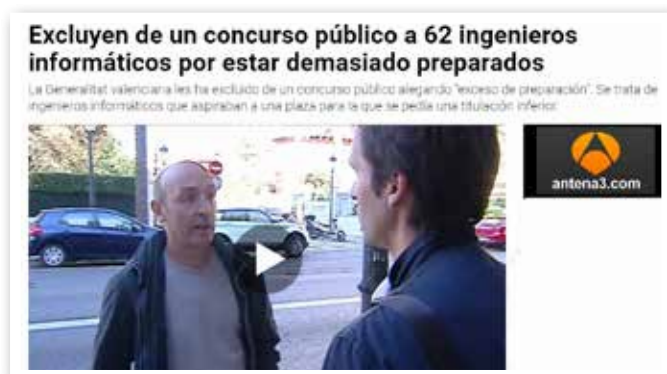 Excluyen de un concurso público a 62 ingenieros
informáticos por estar demasiado preparados
La Generalitat valenciana les ha excluido de un concurso público alegando "exceso de preparación". Se trata de
ingenieros informáticos que aspiraban a una plaza para la que se pedía una titulación inferior.
antena3.com